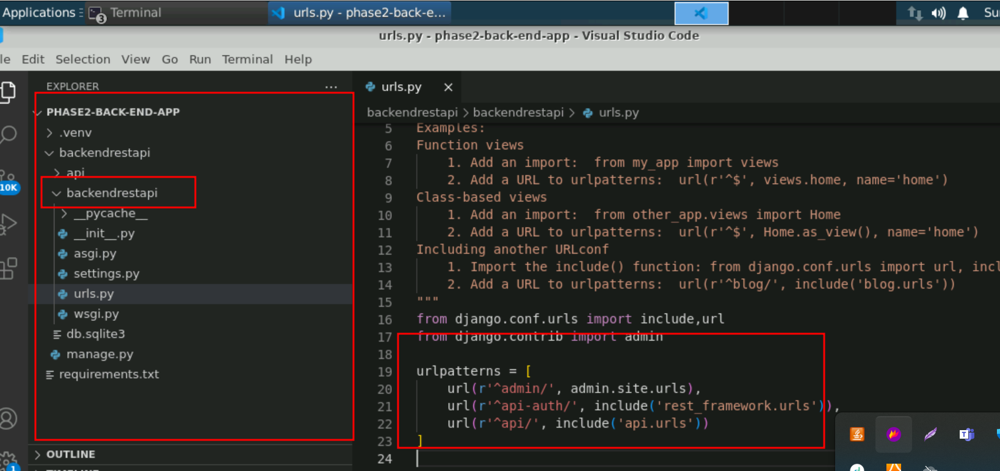 Applications
3 Terminal
urls.py - phase2-back-e...
Su
urls.py - phase2-back-end-app - Visual Studio Code
le Edit Selection View Go Run Terminal Help
EXPLORER ...
PHASE2-BACK-END-APP
.venv
backendrestapi
api
backendrestapi
__pycache__
__init__.py
asgi.py
settings.py
urls.py
wsgi.py
db.sqlite3
manage.py
requirements.txt
OUTLINE
10K
1
urls.py
backendrestapi > backendrestapi > urls.py
5 Examples:
6 Function views
7 1. Add an import:  from my_app import views
8 2. Add a URL to urlpatterns:  url(r'^$', views.home, name='home')
9 Class-based views
10 1. Add an import:  from other_app.views import Home
11 2. Add a URL to urlpatterns:  url(r'^$', Home.as_view(), name='home')
12 Including another URLconf
13 1. Import the include() function: from django.conf.urls import url, incl
14 2. Add a URL to urlpatterns:  url(r'^blog/', include('blog.urls'))
15 """
16 from django.conf.urls import include,url
17 from django.contrib import admin
18
19 urlpatterns = [
20 url(r'^admin/', admin.site.urls),
21 url(r'^api-auth/', include('rest_framework.urls')),
22 url(r'^api/', include('api.urls'))
23 ]
24